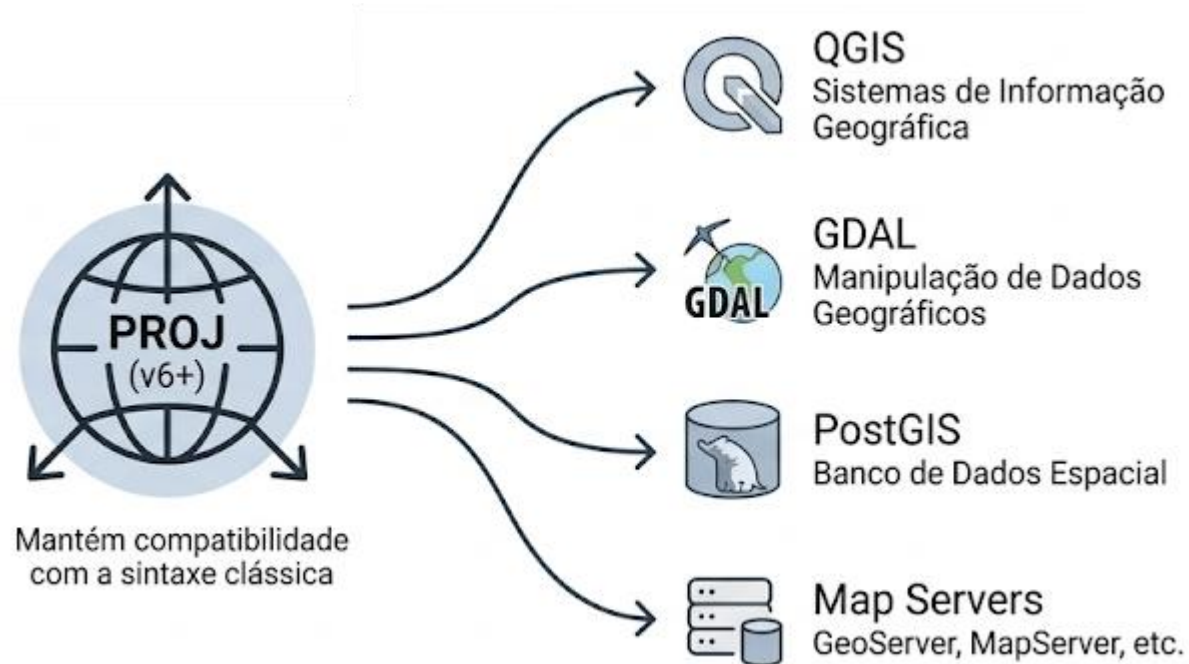 PROJ
(v6+)
Mantém compatibilidade
com a sintaxe clássica
QGIS
Sistemas de Informação
Geográfica
GDAL
GDAL
Manipulação de Dados
Geográficos
PostGIS
Banco de Dados Espacial
Map Servers
GeoServer, MapServer, etc.